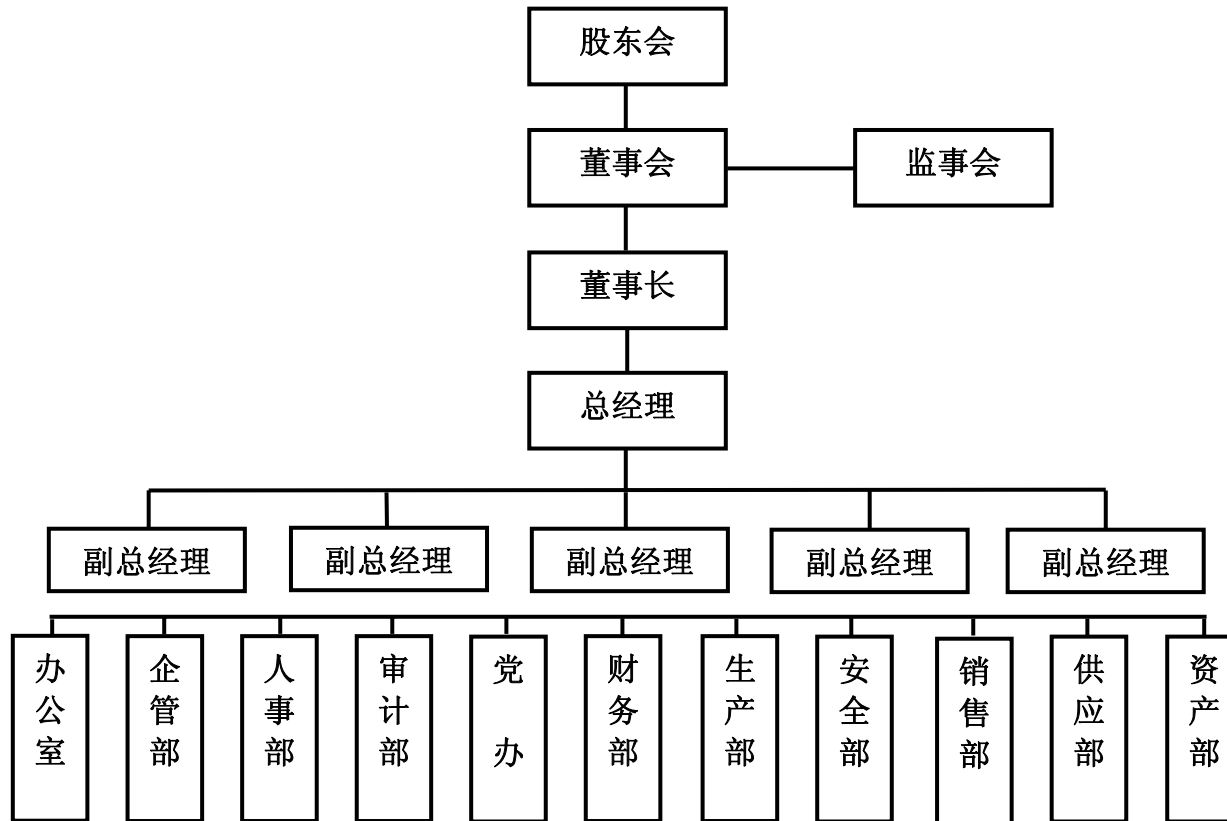 股东会
董事会
监事会
董事长
总经理
副总经理
副总经理
副总经理
副总经理
副总经理
办公室
企管部
人事部
审计部
党办
财务部
生产部
安全部
销售部
供应部
资产部